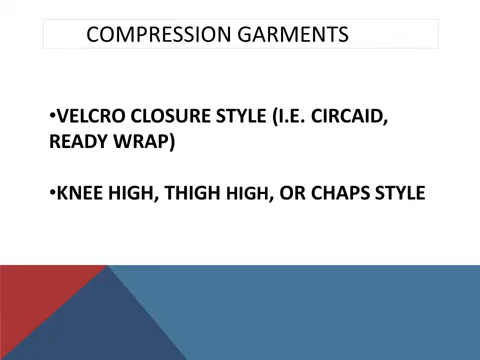 COMPRESSION GARMENTS
•VELCRO CLOSURE STYLE (I.E. CIRCAID,
READY WRAP)
•KNEE HIGH, THIGH HIGH, OR CHAPS STYLE